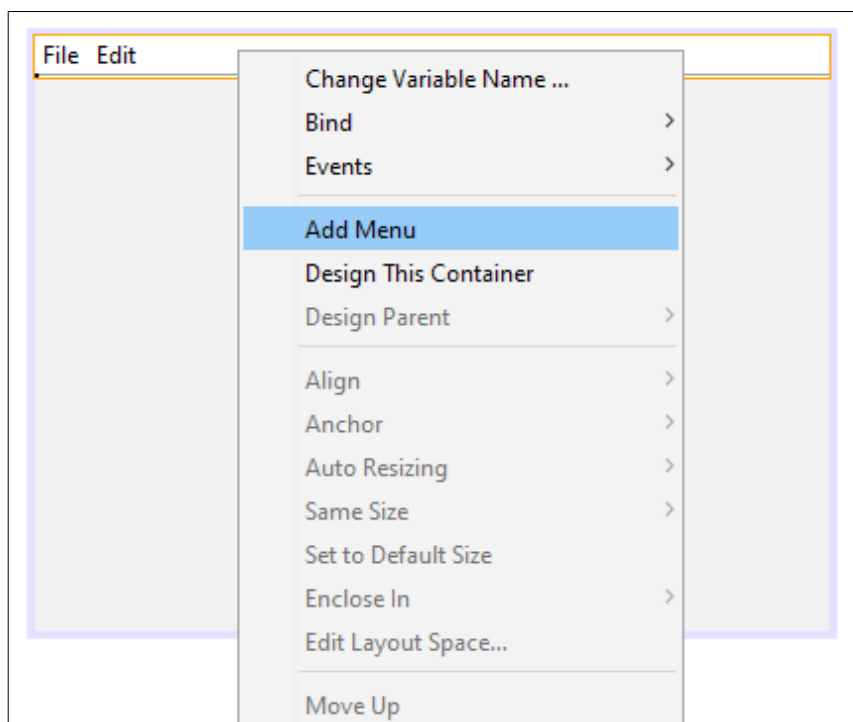 File Edit
Change Variable Name ...
Bind
Events
Add Menu
Design This Container
Design Parent
Align
Anchor
Auto Resizing
Same Size
Set to Default Size
Enclose In
Edit Layout Space...
Move Up